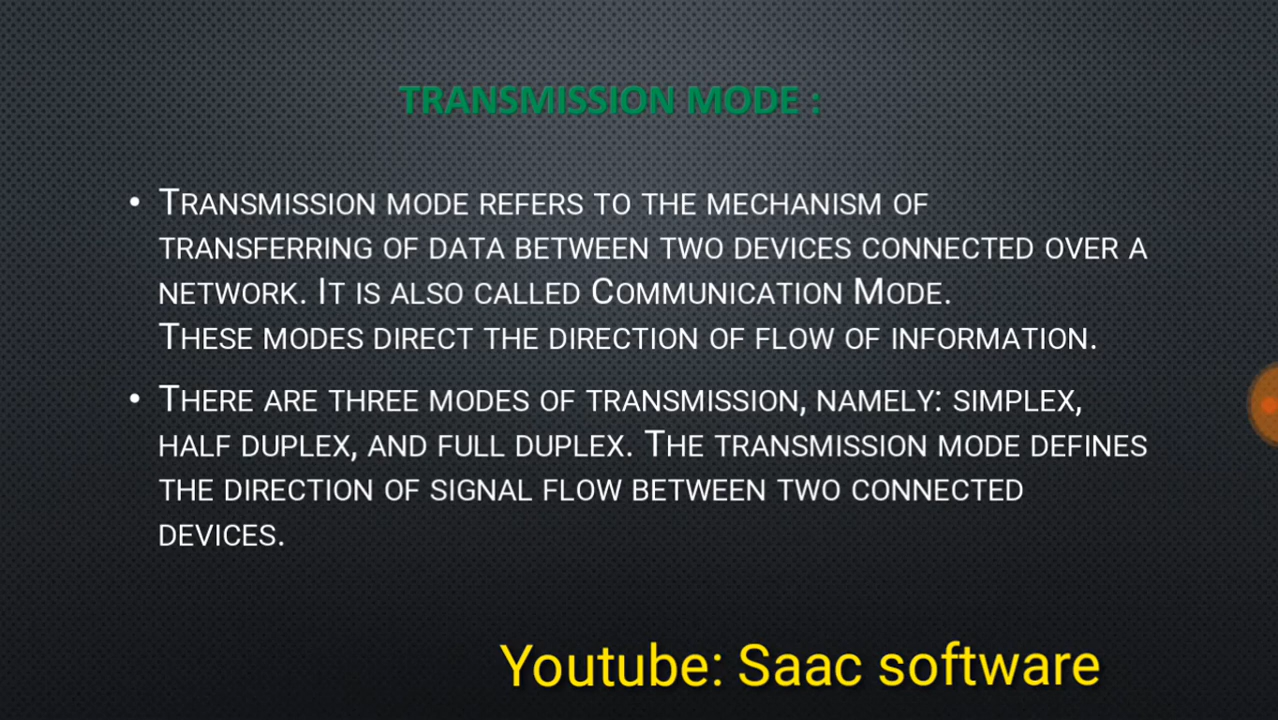 TRANSMISSION MODE :
• Transmission mode refers to the mechanism of
transferring of data between two devices connected over a
network. It is also called Communication Mode.
These modes direct the direction of flow of information.
• There are three modes of transmission, namely: simplex,
half duplex, and full duplex. The transmission mode defines
the direction of signal flow between two connected
devices.
Youtube: Saac software